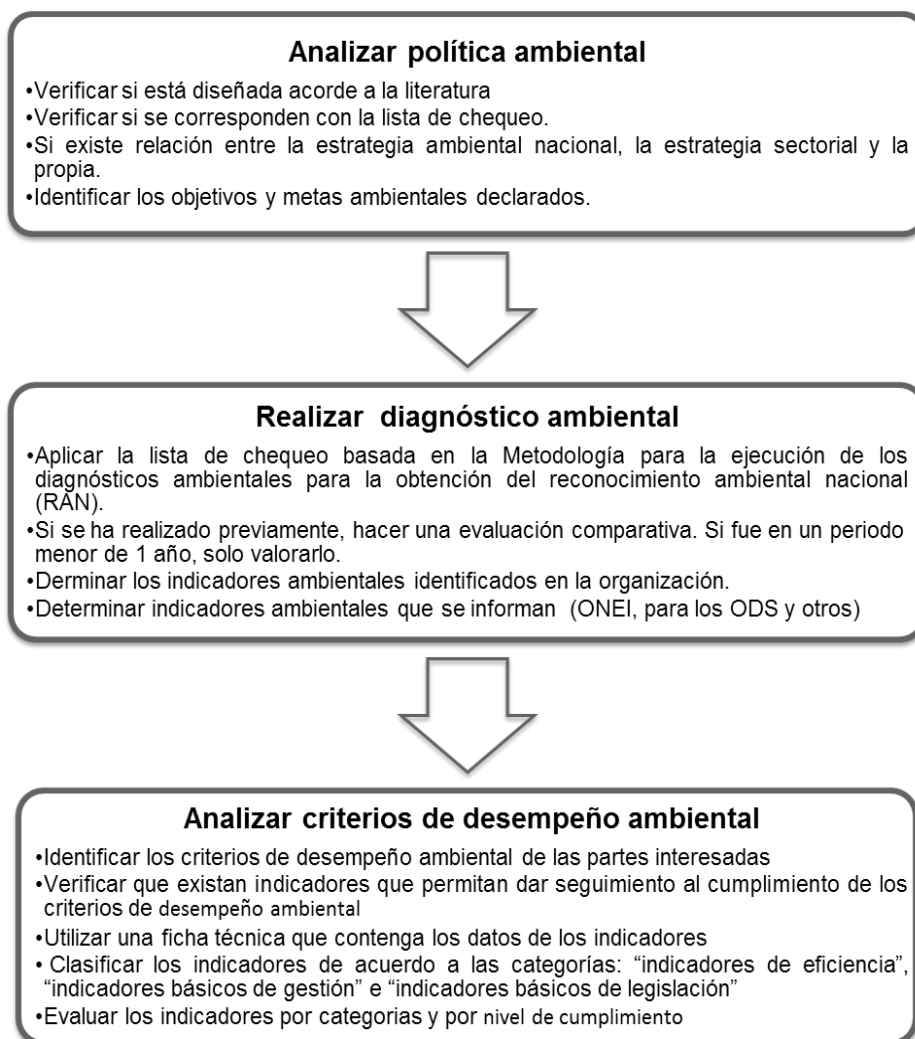 Analizar política ambiental
•Verificar si está diseñada acorde a la literatura
•Verificar si se corresponden con la lista de chequeo.
•Si existe relación entre la estrategia ambiental nacional, la estrategia sectorial y la
propia.
•Identificar los objetivos y metas ambientales declarados.
Realizar diagnóstico ambiental
•Aplicar la lista de chequeo basada en la Metodología para la ejecución de los
diagnósticos ambientales para la obtención del reconocimiento ambiental nacional
(RAN).
•Si se ha realizado previamente, hacer una evaluación comparativa. Si fue en un periodo
menor de 1 año, solo valorarlo.
•Derminar los indicadores ambientales identificados en la organización.
•Determinar indicadores ambientales que se informan (ONEI, para los ODS y otros)
Analizar criterios de desempeño ambiental
•Identificar los criterios de desempeño ambiental de las partes interesadas
•Verificar que existan indicadores que permitan dar seguimiento al cumplimiento de los
criterios de desempeño ambiental
•Utilizar una ficha técnica que contenga los datos de los indicadores
• Clasificar los indicadores de acuerdo a las categorías: “indicadores de eficiencia”,
“indicadores básicos de gestión” e “indicadores básicos de legislación”
•Evaluar los indicadores por categorias y por nivel de cumplimiento